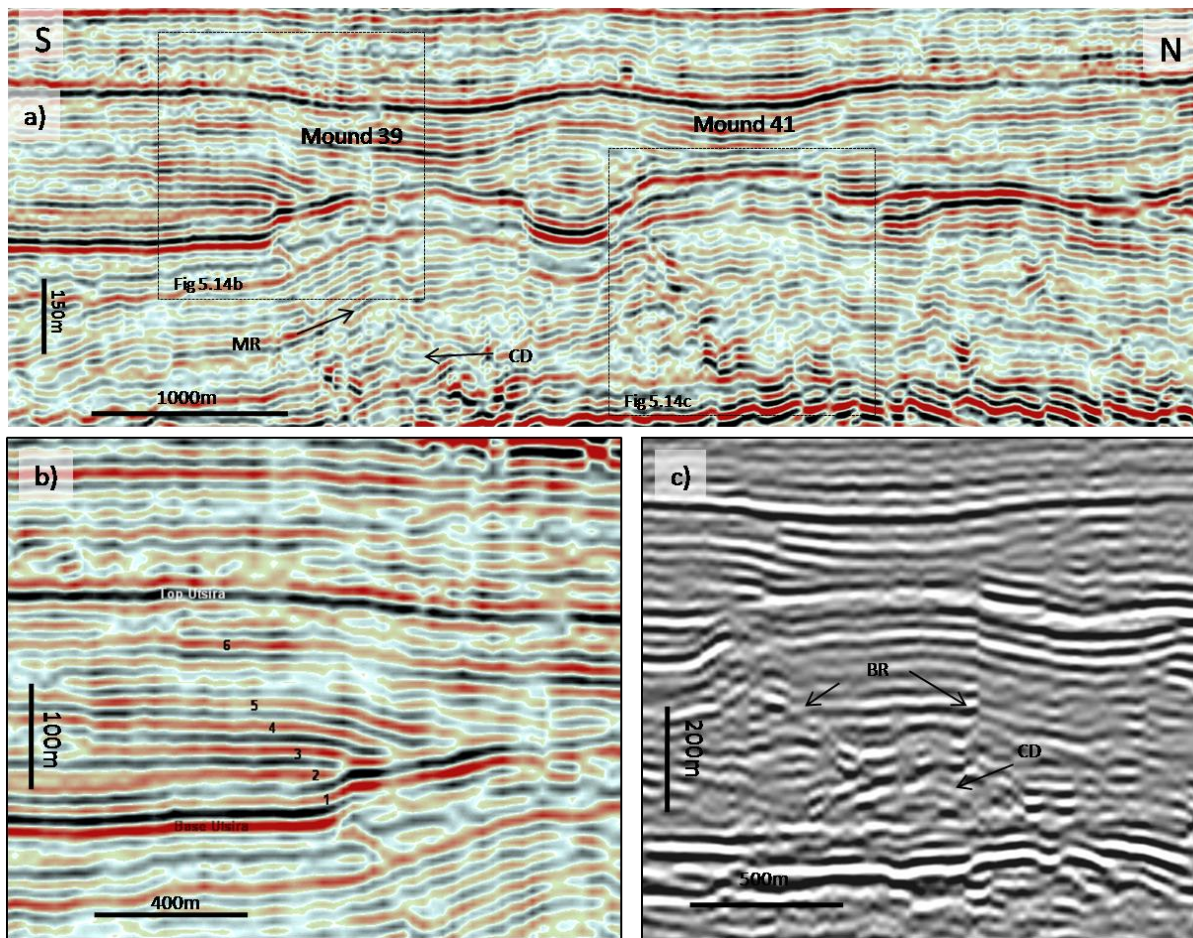 S
N
a)
Mound 39
Mound 41
Fig 5.14b
150m
MR
CD
1000m
Fig 5.14c
b)
Top Utsira
6
5
4
3
2
1
Base Utsira
100m
400m
c)
BR
CD
200m
500m